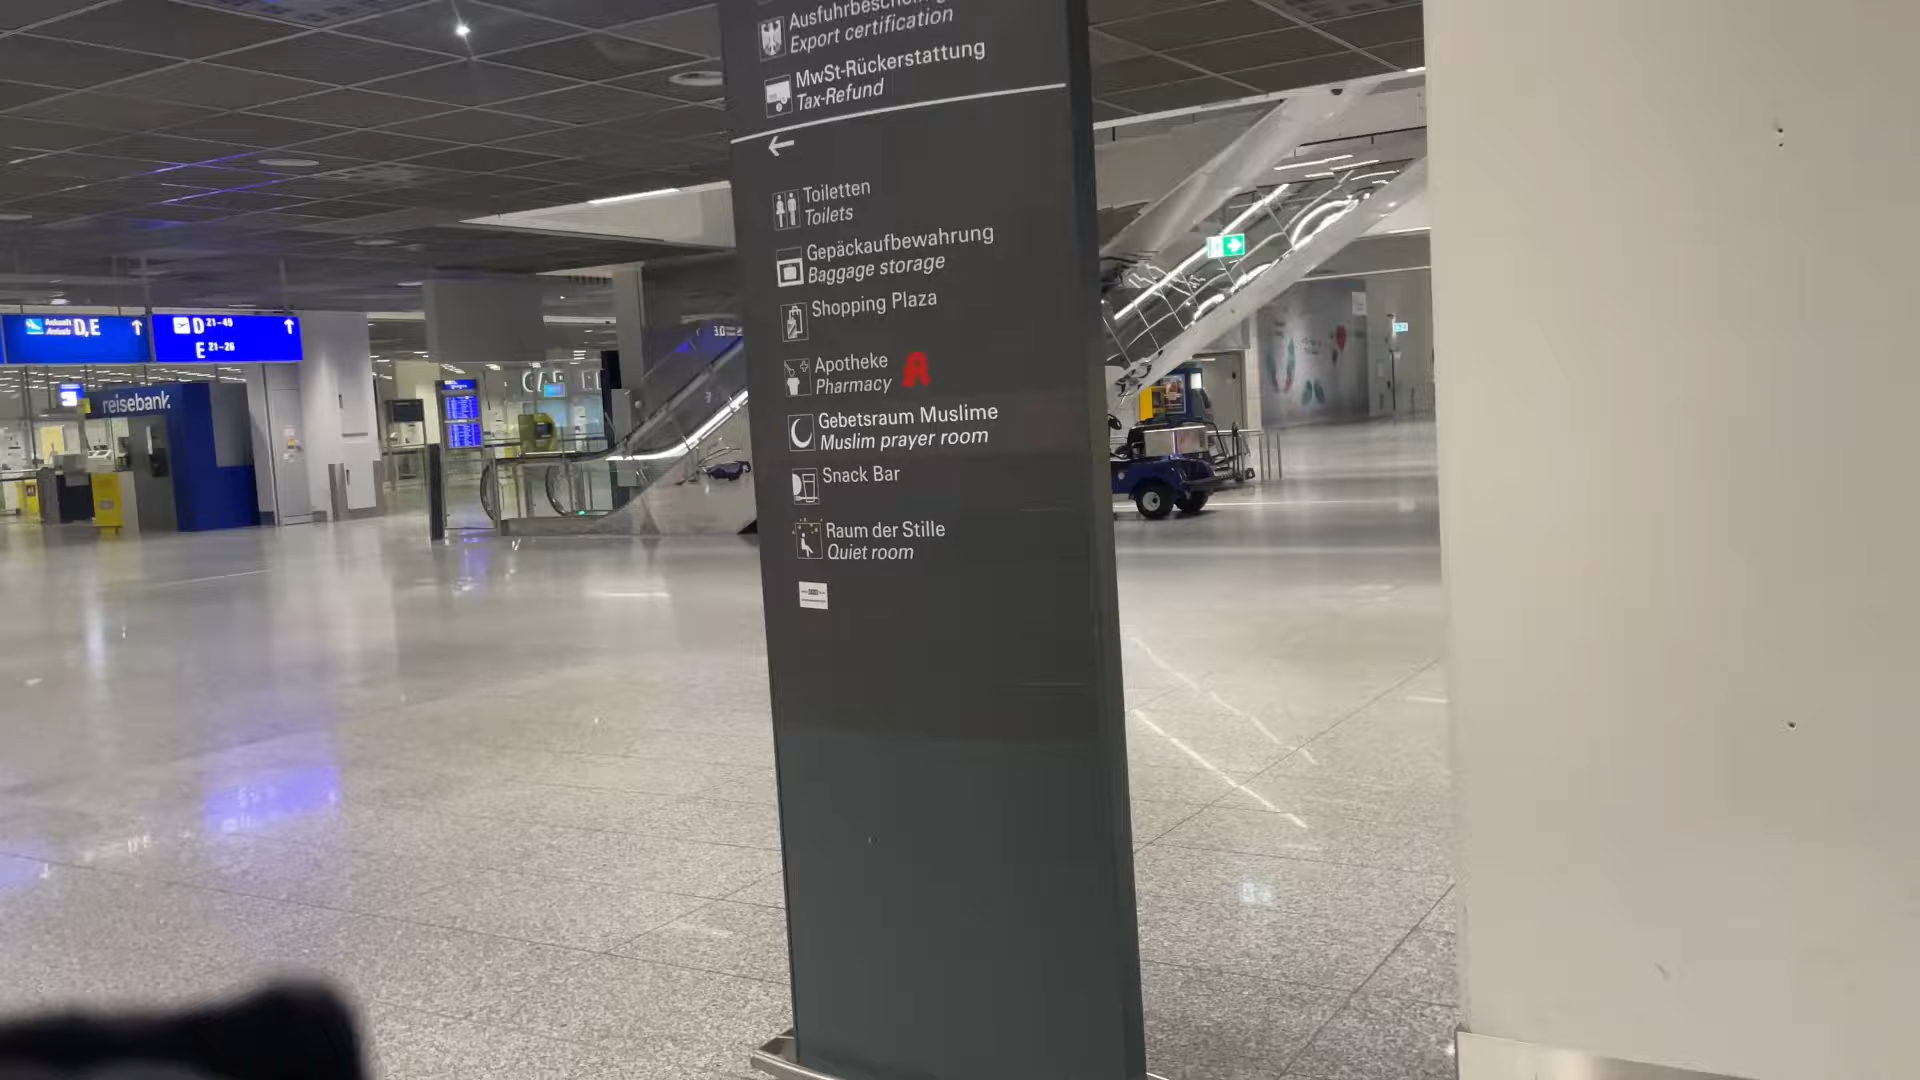 Export certification
MwSt-Rückerstattung
Tax-Refund
Toiletten
Toilets
Gepäckaufbewahrung
Baggage storage
Shopping Plaza
Apotheke
Pharmacy
Gebetsraum Muslime
Muslim prayer room
Snack Bar
Raum der Stille
Quiet room
D, E
D 21-49
E 21-26
reisebank.